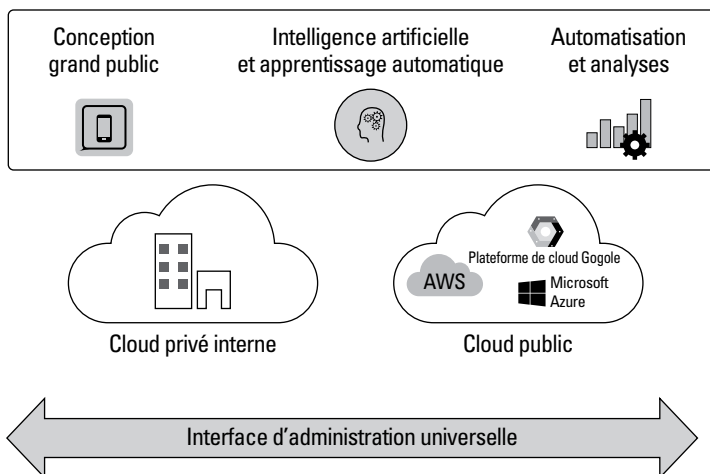 Conception
grand public
Intelligence artificielle
et apprentissage automatique
Automatisation
et analyses
Plateforme de cloud Gogole
AWS
Microsoft
Azure
Cloud privé interne
Cloud public
Interface d'administration universelle